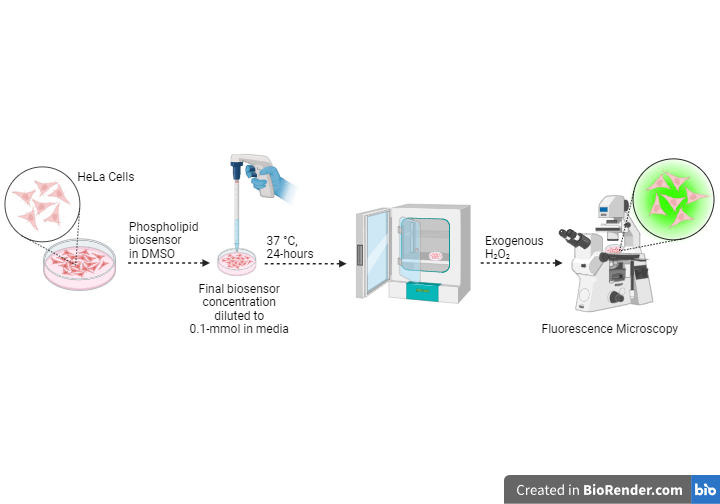 HeLa Cells
Phospholipid
biosensor
in DMSO
Final biosensor
concentration
diluted to
0.1-mmol in media
37 °C,
24-hours
Exogenous
H₂O₂
Fluorescence Microscopy
Created in BioRender.com bio